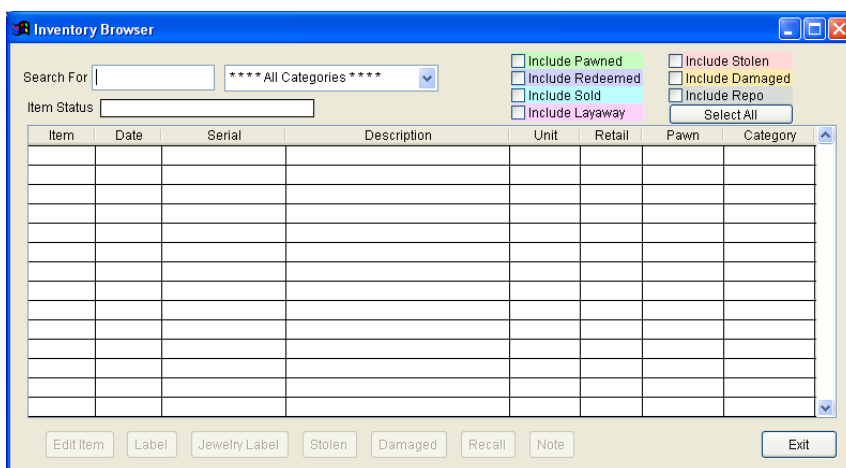 Inventory Browser
Search For
**** All Categories ****
Include Pawned
Include Stolen
Include Redeemed
Include Damaged
Include Sold
Include Repo
Include Layaway
Select All
Item Status
Item Date Serial Description Unit Retail Pawn Category
Edit Item Label Jewelry Label Stolen Damaged Recall Note Exit